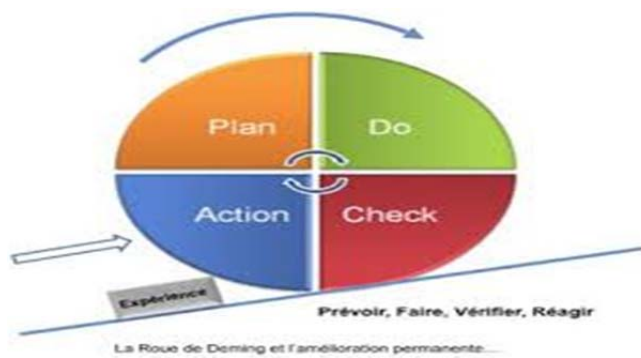 Plan
Do
Action
Check
Expérience
Prévoir, Faire, Vérifier, Réagir
La Roue de Deming et l'amélioration permanente...